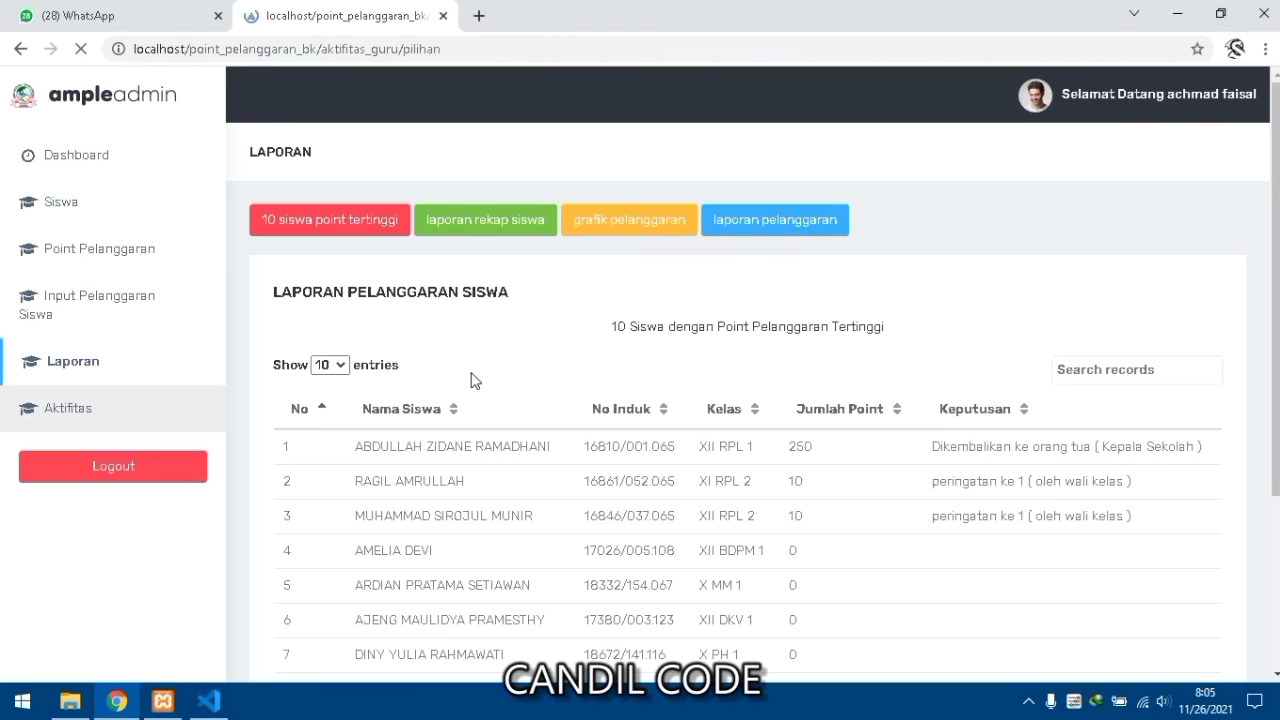 (28) WhatsApp
localhost/point_pelanggaran_bk/
localhost/point_pelanggaran_bk/aktifitas_guru/pilihan
ampleadmin
Selamat Datang achmad faisal
Dashboard
Siswa
Point Pelanggaran
Input Pelanggaran
Siswa
Laporan
Aktifitas
Logout
LAPORAN
10 siswa point tertinggi laporan rekap siswa grafik pelanggaran laporan pelanggaran
LAPORAN PELANGGARAN SISWA
10 Siswa dengan Point Pelanggaran Tertinggi
Show 10 entries
Search records
No Nama Siswa No Induk Kelas Jumlah Point Keputusan
1 ABDULLAH ZIDANE RAMADHANI 16810/001.065 XII RPL 1 250 Dikembalikan ke orang tua ( Kepala Sekolah )
2 RAGIL AMRULLAH 16861/052.065 XI RPL 2 10 peringatan ke 1 ( oleh wali kelas )
3 MUHAMMAD SIROJUL MUNIR 16846/037.065 XII RPL 2 10 peringatan ke 1 ( oleh wali kelas )
4 AMELIA DEVI 17026/005.108 XII BDPM 1 0
5 ARDIAN PRATAMA SETIAWAN 18332/154.067 X MM 1 0
6 AJENG MAULIDYA PRAMESTHY 17380/003.123 XII DKV 1 0
7 DINY YULIA RAHMAWATI 18672/141.116 X PH 1 0
CANDIL CODE
8:05
11/26/2021